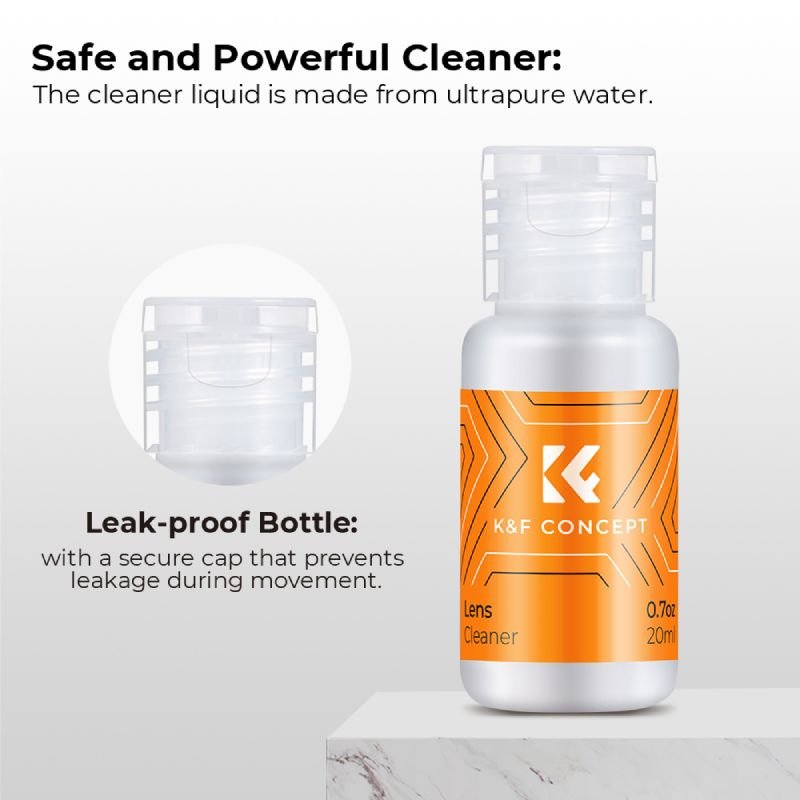 Safe and Powerful Cleaner:
The cleaner liquid is made from ultrapure water.
K&F CONCEPT
Lens
Cleaner
0.7oz
20ml
Leak-proof Bottle:
with a secure cap that prevents
leakage during movement.